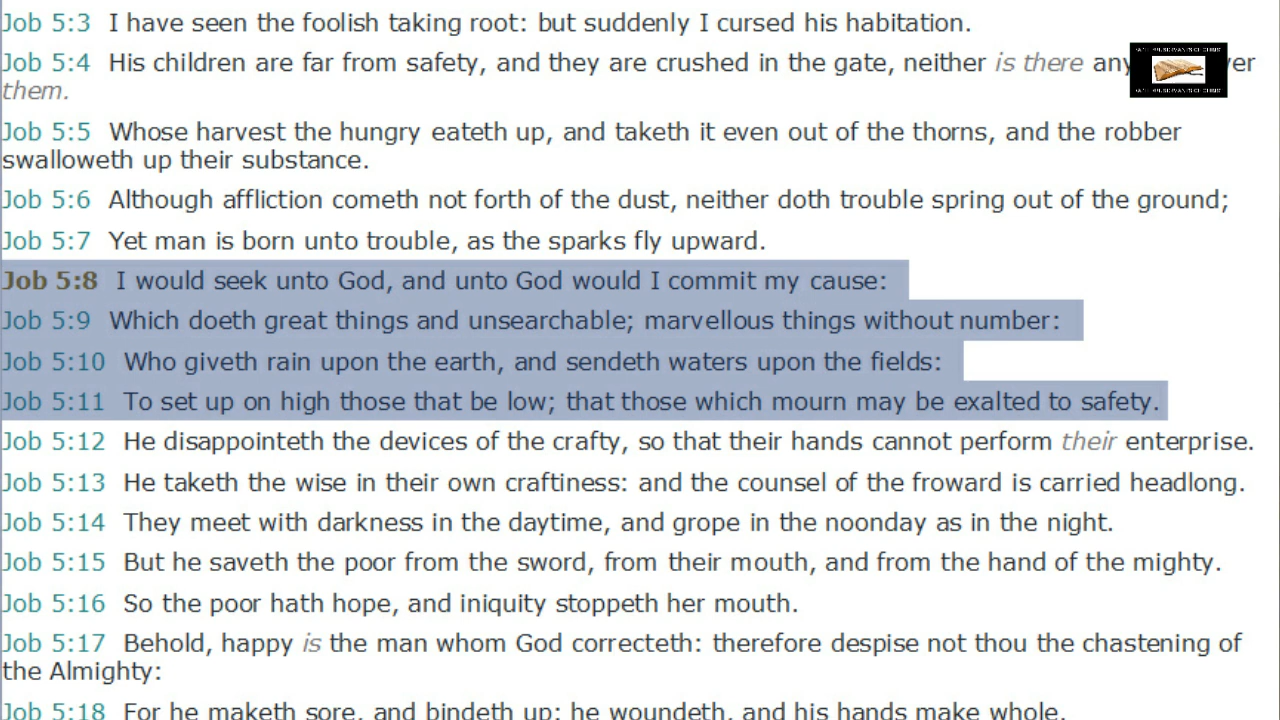 Job 5:3 I have seen the foolish taking root: but suddenly I cursed his habitation.
Job 5:4 His children are far from safety, and they are crushed in the gate, neither is there any
them.
Job 5:5 Whose harvest the hungry eateth up, and taketh it even out of the thorns, and the robber
swalloweth up their substance.
Job 5:6 Although affliction cometh not forth of the dust, neither doth trouble spring out of the ground;
Job 5:7 Yet man is born unto trouble, as the sparks fly upward.
Job 5:8 I would seek unto God, and unto God would I commit my cause:
Job 5:9 Which doeth great things and unsearchable; marvellous things without number:
Job 5:10 Who giveth rain upon the earth, and sendeth waters upon the fields:
Job 5:11 To set up on high those that be low; that those which mourn may be exalted to safety.
Job 5:12 He disappointeth the devices of the crafty, so that their hands cannot perform their enterprise.
Job 5:13 He taketh the wise in their own craftiness: and the counsel of the froward is carried headlong.
Job 5:14 They meet with darkness in the daytime, and grope in the noonday as in the night.
Job 5:15 But he saveth the poor from the sword, from their mouth, and from the hand of the mighty.
Job 5:16 So the poor hath hope, and iniquity stoppeth her mouth.
Job 5:17 Behold, happy is the man whom God correcteth: therefore despise not thou the chastening of
the Almighty:
Job 5:18 For he maketh sore, and bindeth up: he woundeth, and his hands make whole.